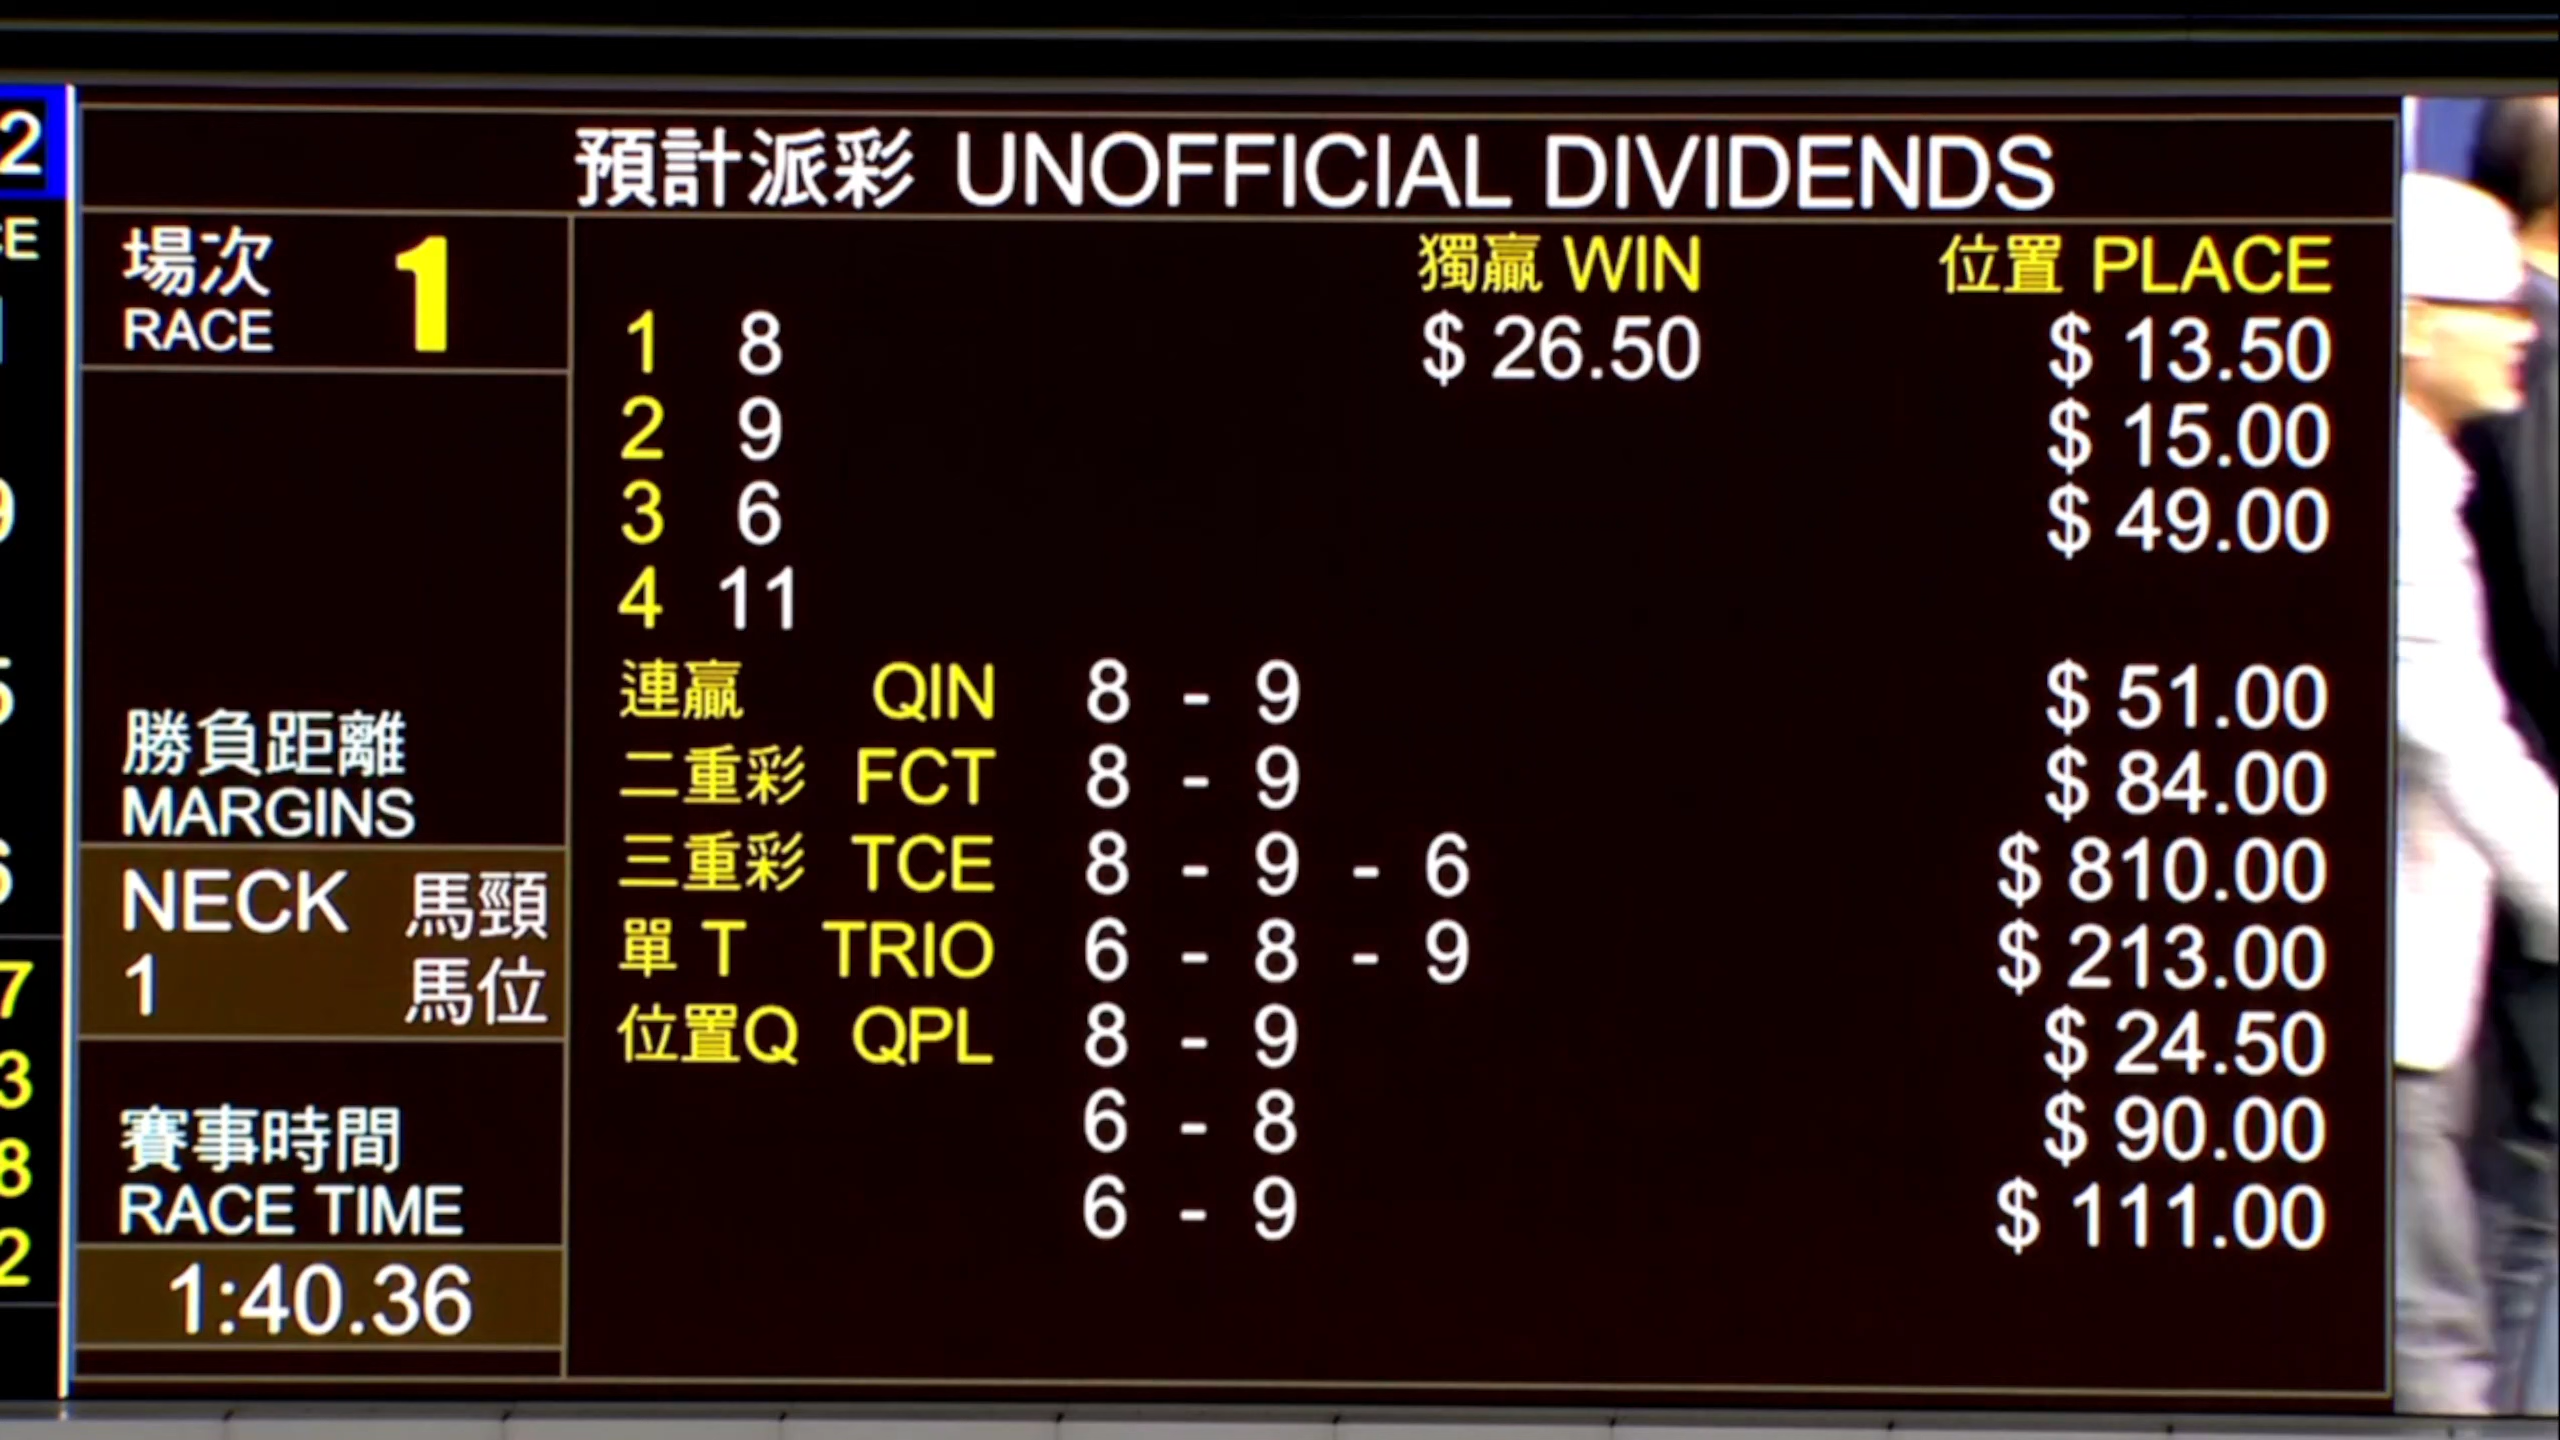 預計派彩 UNOFFICIAL DIVIDENDS
場次 1
RACE
獨贏 WIN 位置 PLACE
1 8 $ 26.50 $ 13.50
2 9 $ 15.00
3 6 $ 49.00
4 11
連贏 QIN 8 - 9 $ 51.00
二重彩 FCT 8 - 9 $ 84.00
三重彩 TCE 8 - 9 - 6 $ 810.00
單 T TRIO 6 - 8 - 9 $ 213.00
位置Q QPL 8 - 9 $ 24.50
6 - 8 $ 90.00
6 - 9 $ 111.00
勝負距離
MARGINS
NECK 馬頸
1 馬位
賽事時間
RACE TIME
1:40.36